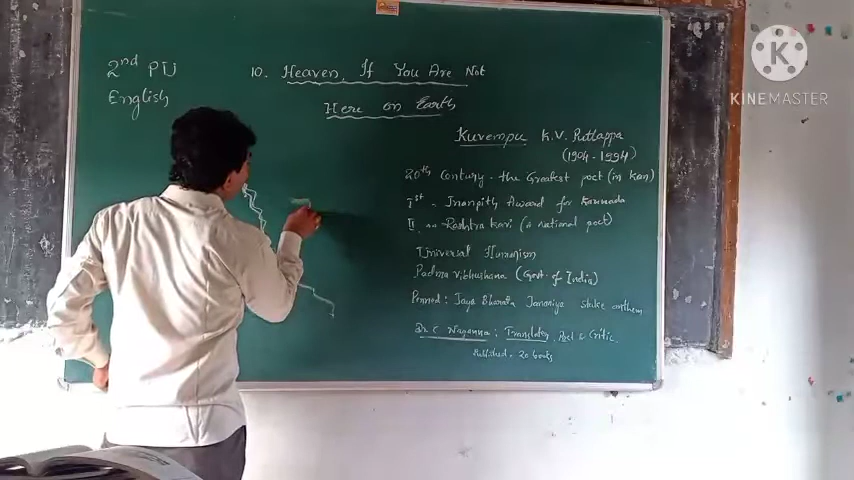 2nd PU
English
10. Heaven, If You Are Not
Here on Earth
Kuvempu K.V. Puttappa
(1904-1994)
20th Century - the Greatest poet (in Kan)
Ist - Jnanpith Award for Kannada
II - Rashtra Kavi (a national poet)
Universal Humanism
Padma Vibhushana (Govt. of India)
Penned: Jaya Bharata Jananiya state anthem
Dr. C Naganna: Translator, Poet & Critic
Published - 20 books
KINEMASTER